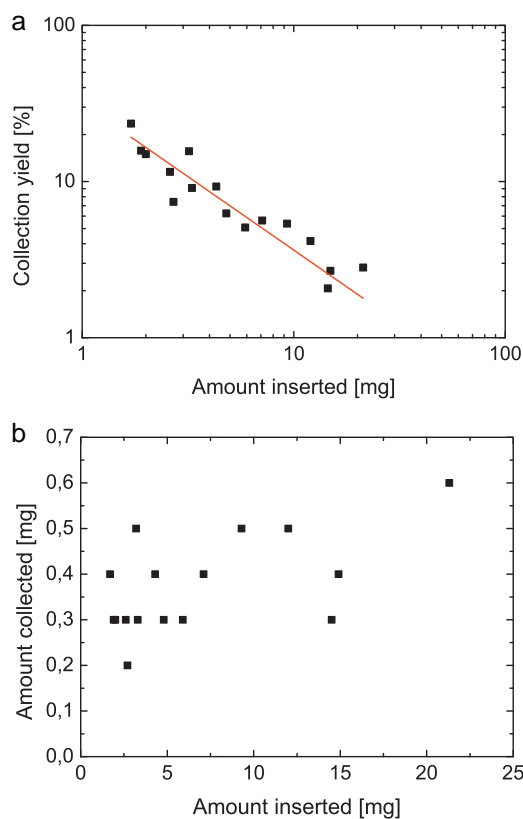 a
100
10
1
Collection yield [%]
1 10 100
Amount inserted [mg]
b
0,7
0,6
0,5
0,4
0,3
0,2
0,1
0,0
Amount collected [mg]
0 5 10 15 20 25
Amount inserted [mg]